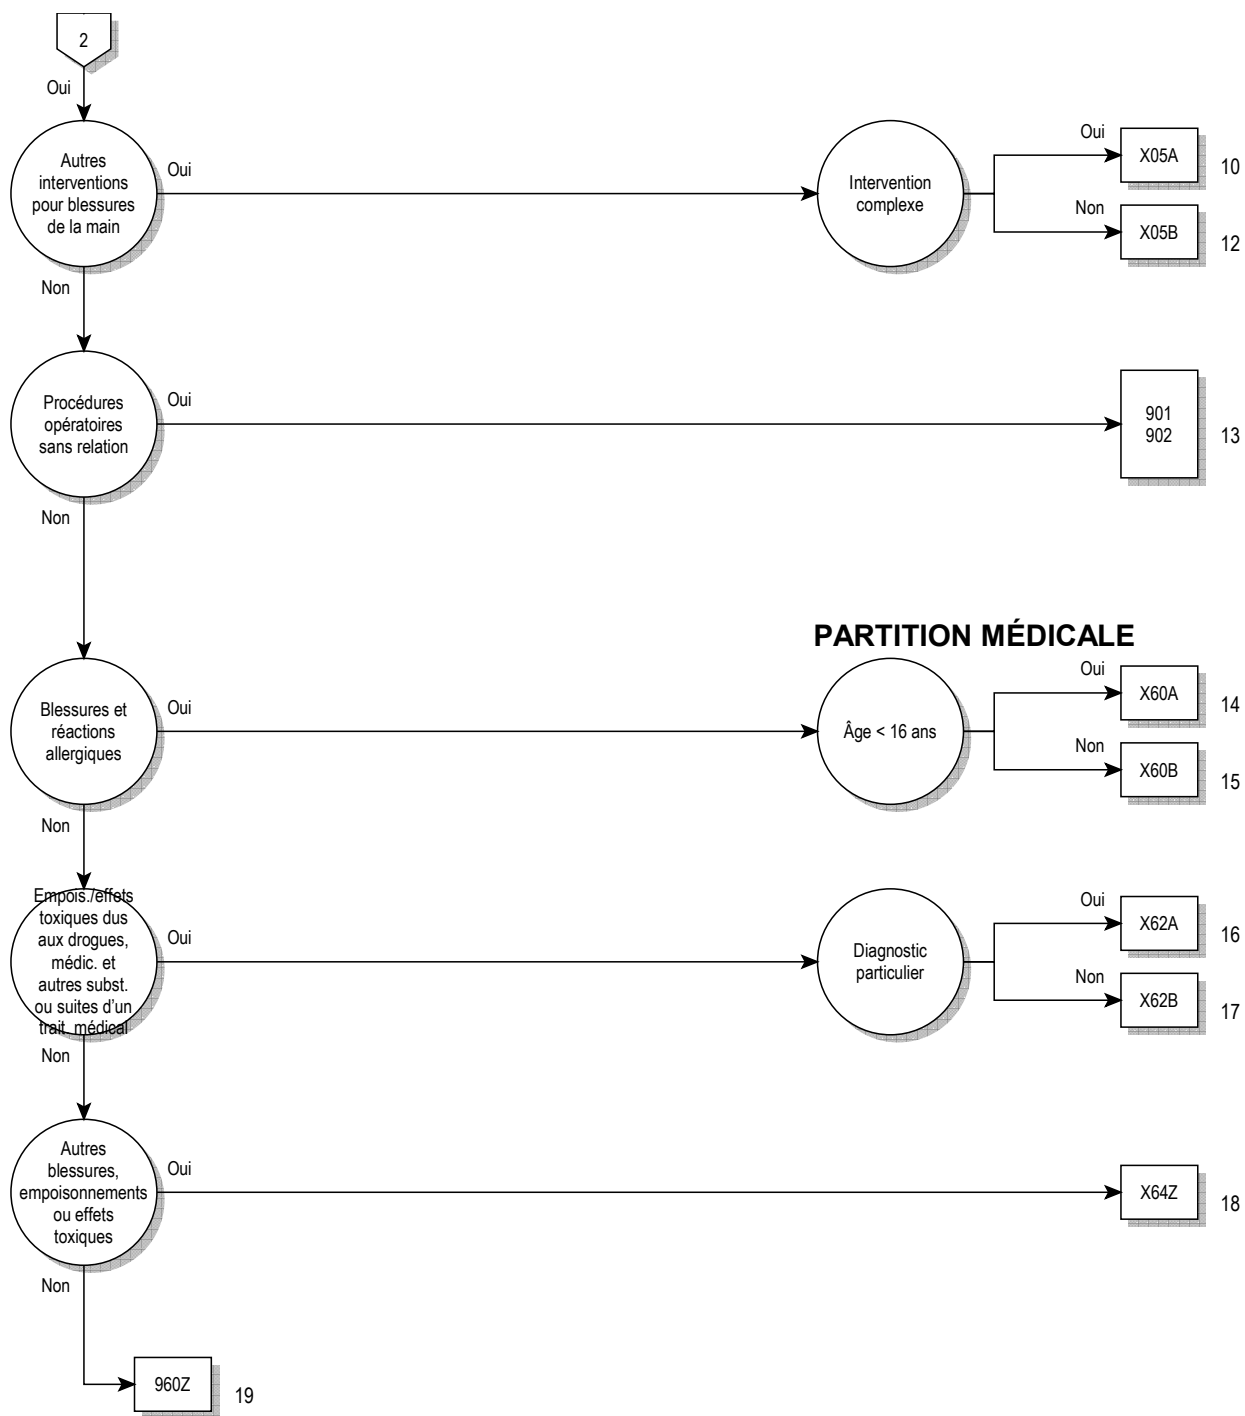 2
Oui
Autres
interventions
pour blessures
de la main
Oui
Intervention
complexe
Oui
X05A
10
Non
X05B
12
Non
Procédures
opératoires
sans relation
Oui
901
902
13
Non
PARTITION MÉDICALE
Blessures et
réactions
allergiques
Oui
Âge < 16 ans
Oui
X60A
14
Non
X60B
15
Non
Empois./effets
toxiques dus
aux drogues,
médic. et
autres subst.
ou suites d’un
trait. médical
Oui
Diagnostic
particulier
Oui
X62A
16
Non
X62B
17
Non
Autres
blessures,
empoisonnements
ou effets
toxiques
Oui
X64Z
18
Non
960Z
19